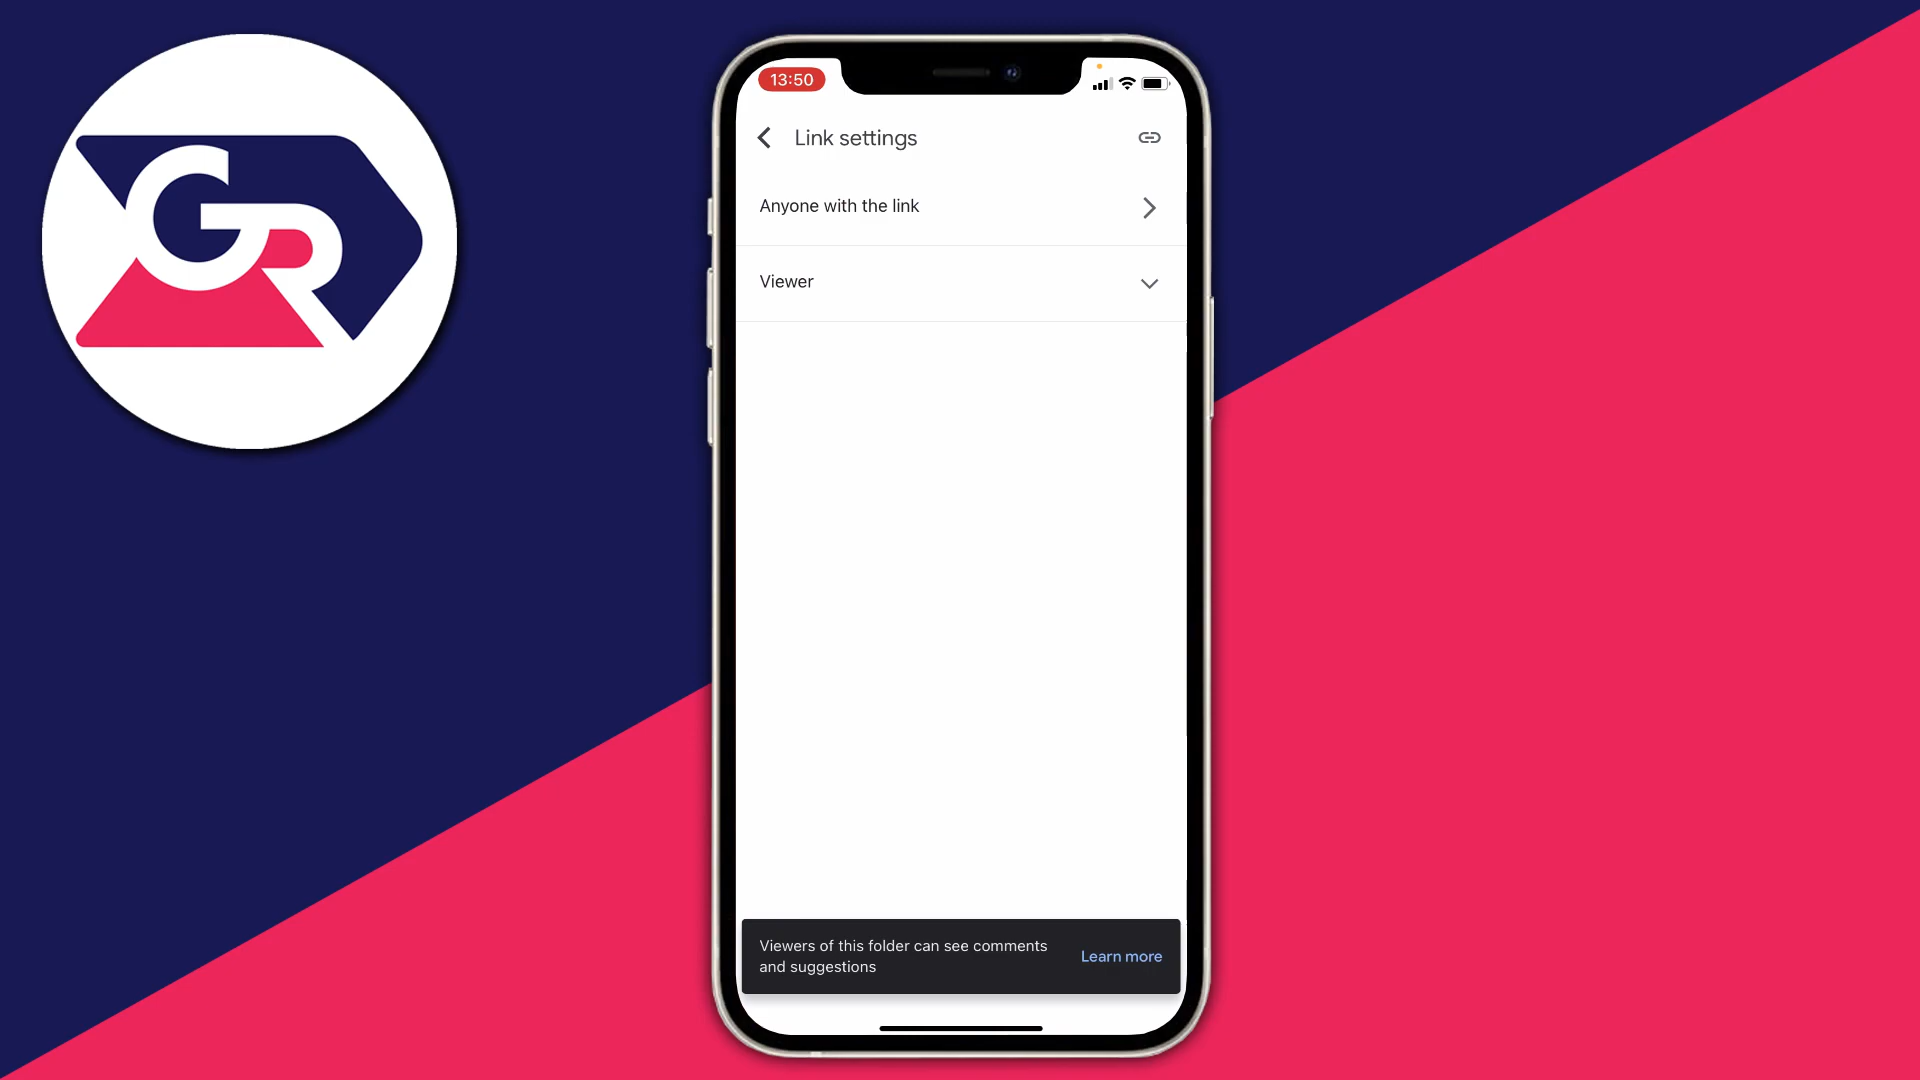 GR
13:50
Link settings
Anyone with the link
Viewer
Viewers of this folder can see comments
and suggestions
Learn more